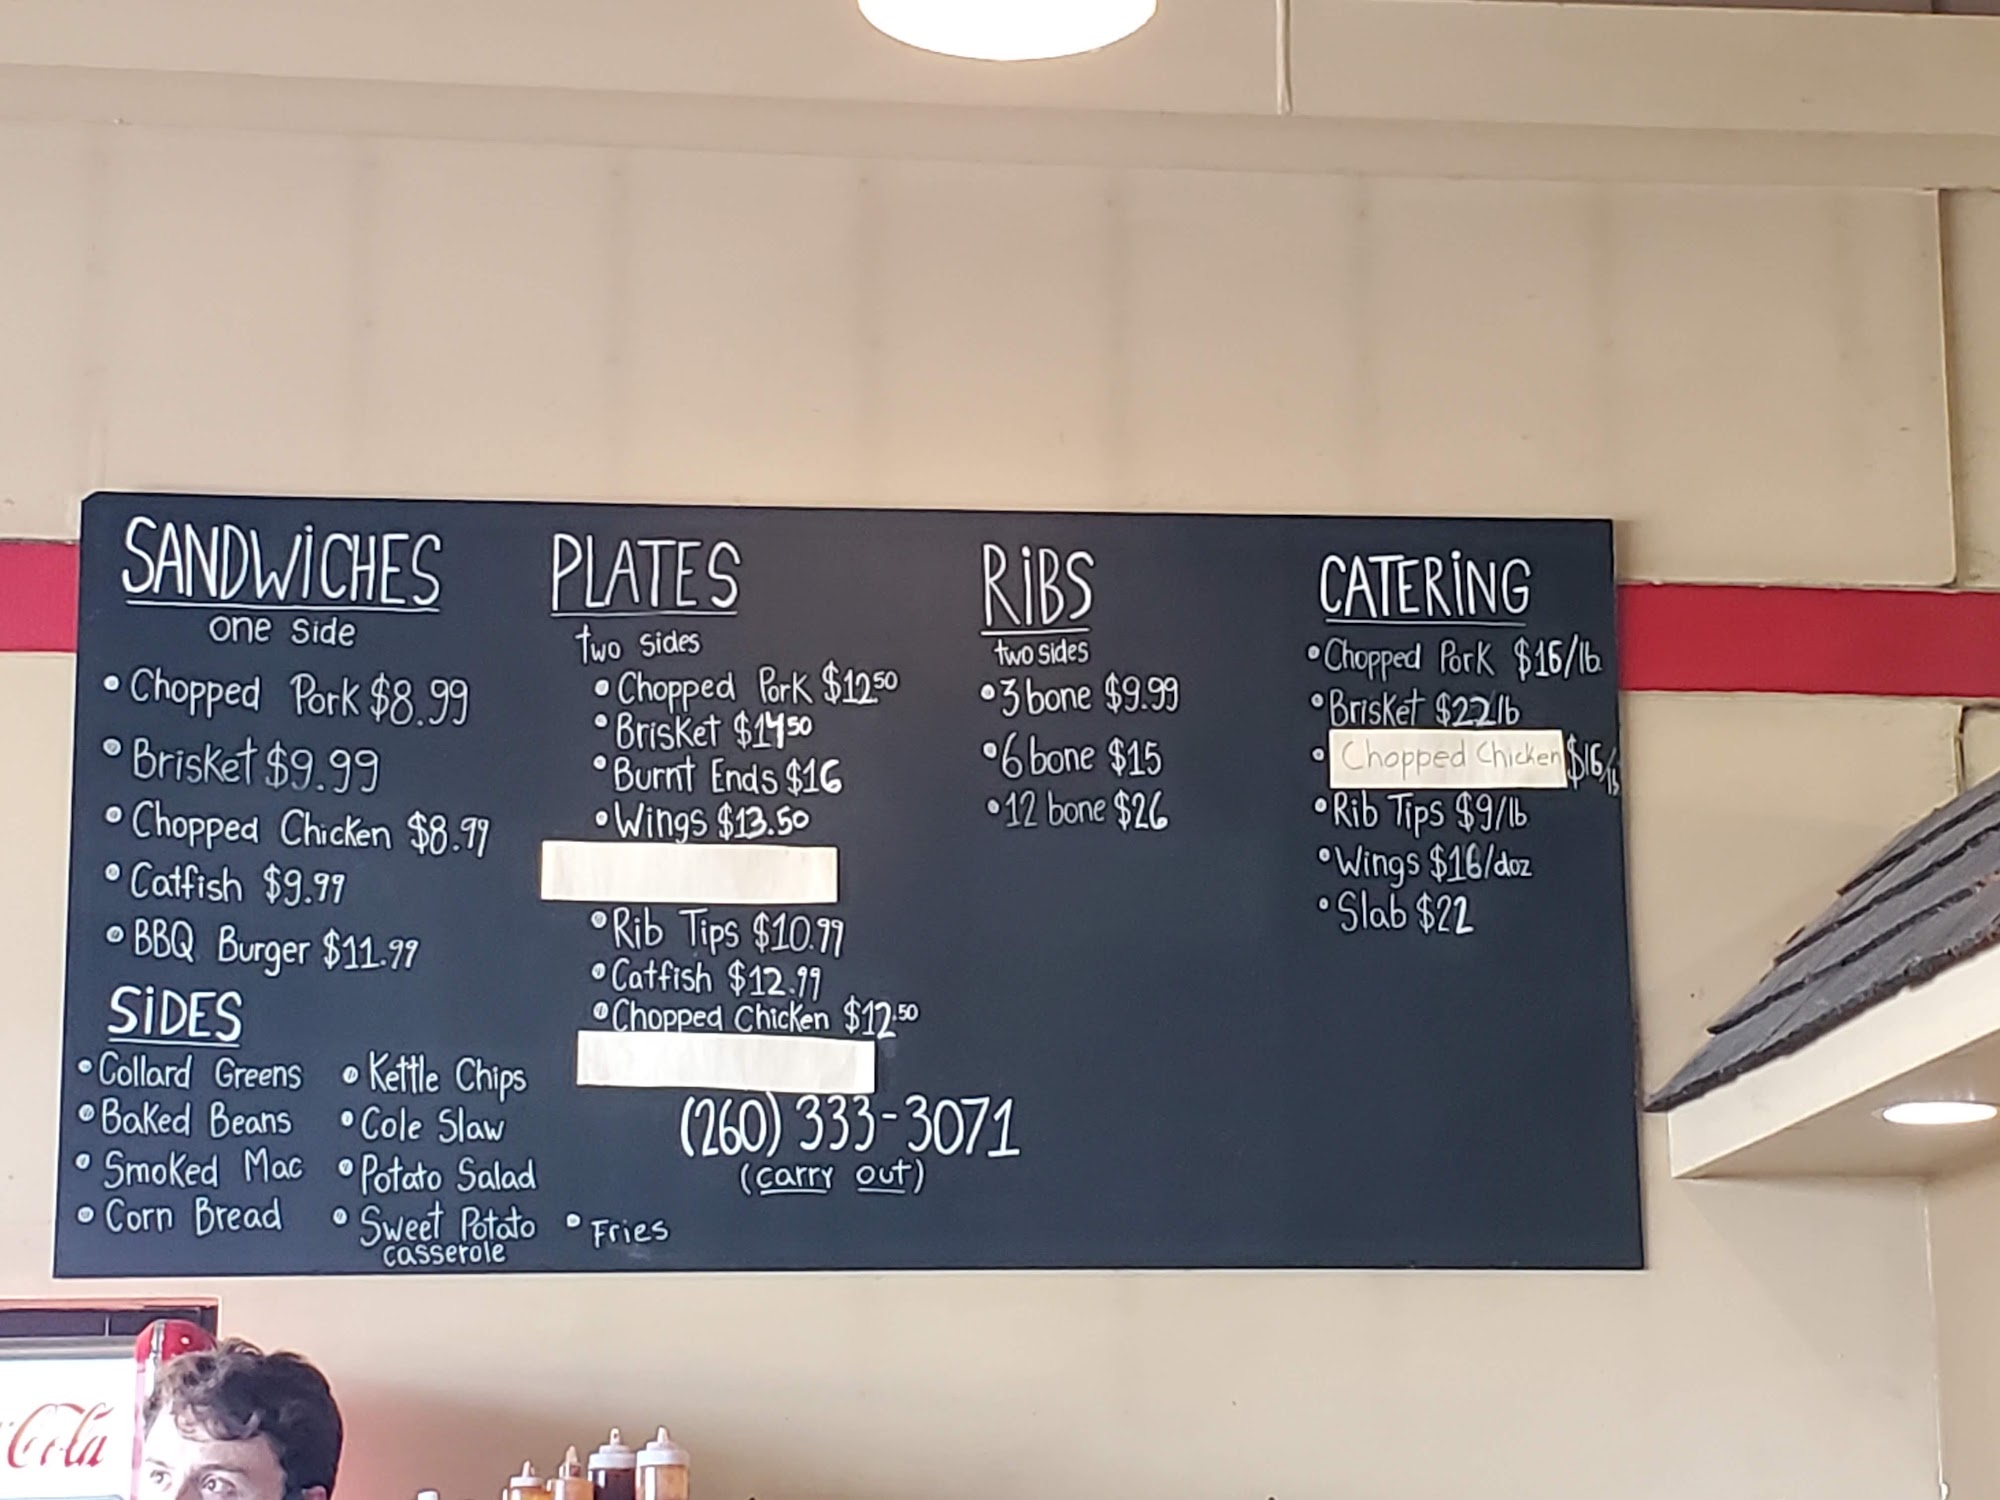 SANDWiCHES
one side
• Chopped Pork $8.99
• Brisket $9.99
• Chopped Chicken $8.99
• Catfish $9.99
• BBQ Burger $11.99
SiDES
• Collard Greens
• Baked Beans
• Smoked Mac
• Corn Bread
• Kettle Chips
• Cole Slaw
• Potato Salad
• Sweet Potato
casserole
• Fries
PLATES
two sides
• Chopped Pork $12.50
• Brisket $14.50
• Burnt Ends $16
• Wings $13.50
• Rib Tips $10.99
• Catfish $12.99
• Chopped Chicken $12.50
(260) 333-3071
(carry out)
RiBS
two sides
• 3 bone $9.99
• 6 bone $15
• 12 bone $26
CATERiNG
• Chopped Pork $16/lb
• Brisket $22lb
• Chopped Chicken $16/lb
• Rib Tips $9/lb
• Wings $16/doz
• Slab $22
Cola